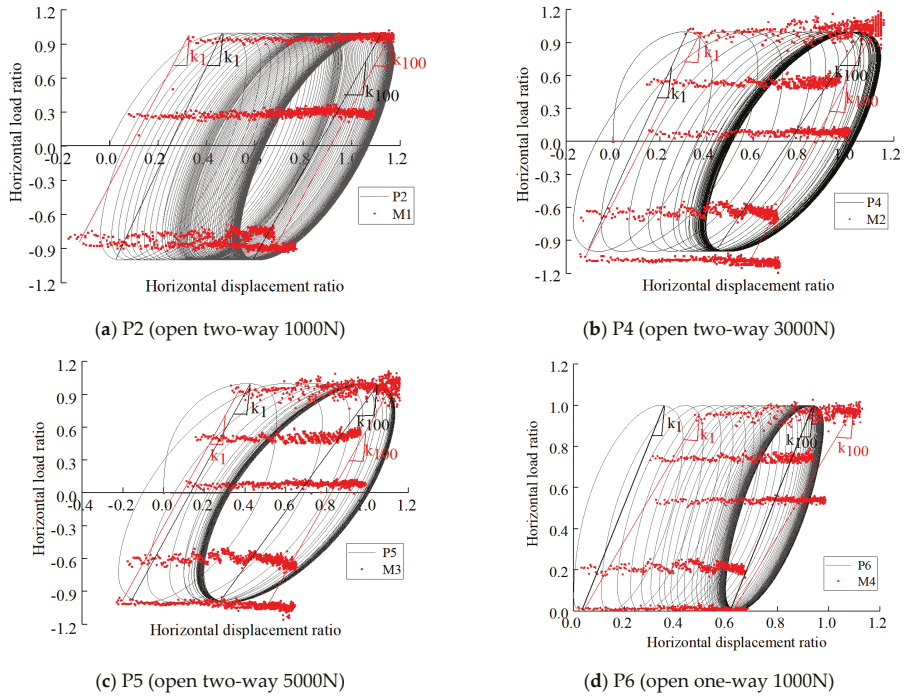 1.2
0.9
0.6
0.3
0.0
-0.3
-0.6
-0.9
-1.2
-0.2
0.2
0.4
0.6
0.8
1.0
1.2
Horizontal load ratio
Horizontal displacement ratio
k1
k1
k100
k100
P2
M1
(a) P2 (open two-way 1000N)
1.2
0.9
0.6
0.3
0.0
-0.3
-0.6
-0.9
-1.2
-0.2
0.0
0.2
0.4
0.6
0.8
1.0
1.2
Horizontal load ratio
Horizontal displacement ratio
k1
k1
k100
k100
P4
M2
(b) P4 (open two-way 3000N)
1.2
0.9
0.6
0.3
0.0
-0.3
-0.6
-0.9
-1.2
-0.4
-0.2
0.0
0.2
0.4
0.6
0.8
1.0
1.2
Horizontal load ratio
Horizontal displacement ratio
k1
k1
k100
k100
P5
M3
(c) P5 (open two-way 5000N)
1.2
1.0
0.8
0.6
0.4
0.2
0.0
0.0
0.2
0.4
0.6
0.8
1.0
1.2
Horizontal load ratio
Horizontal displacement ratio
k1
k1
k100
k100
P6
M4
(d) P6 (open one-way 1000N)